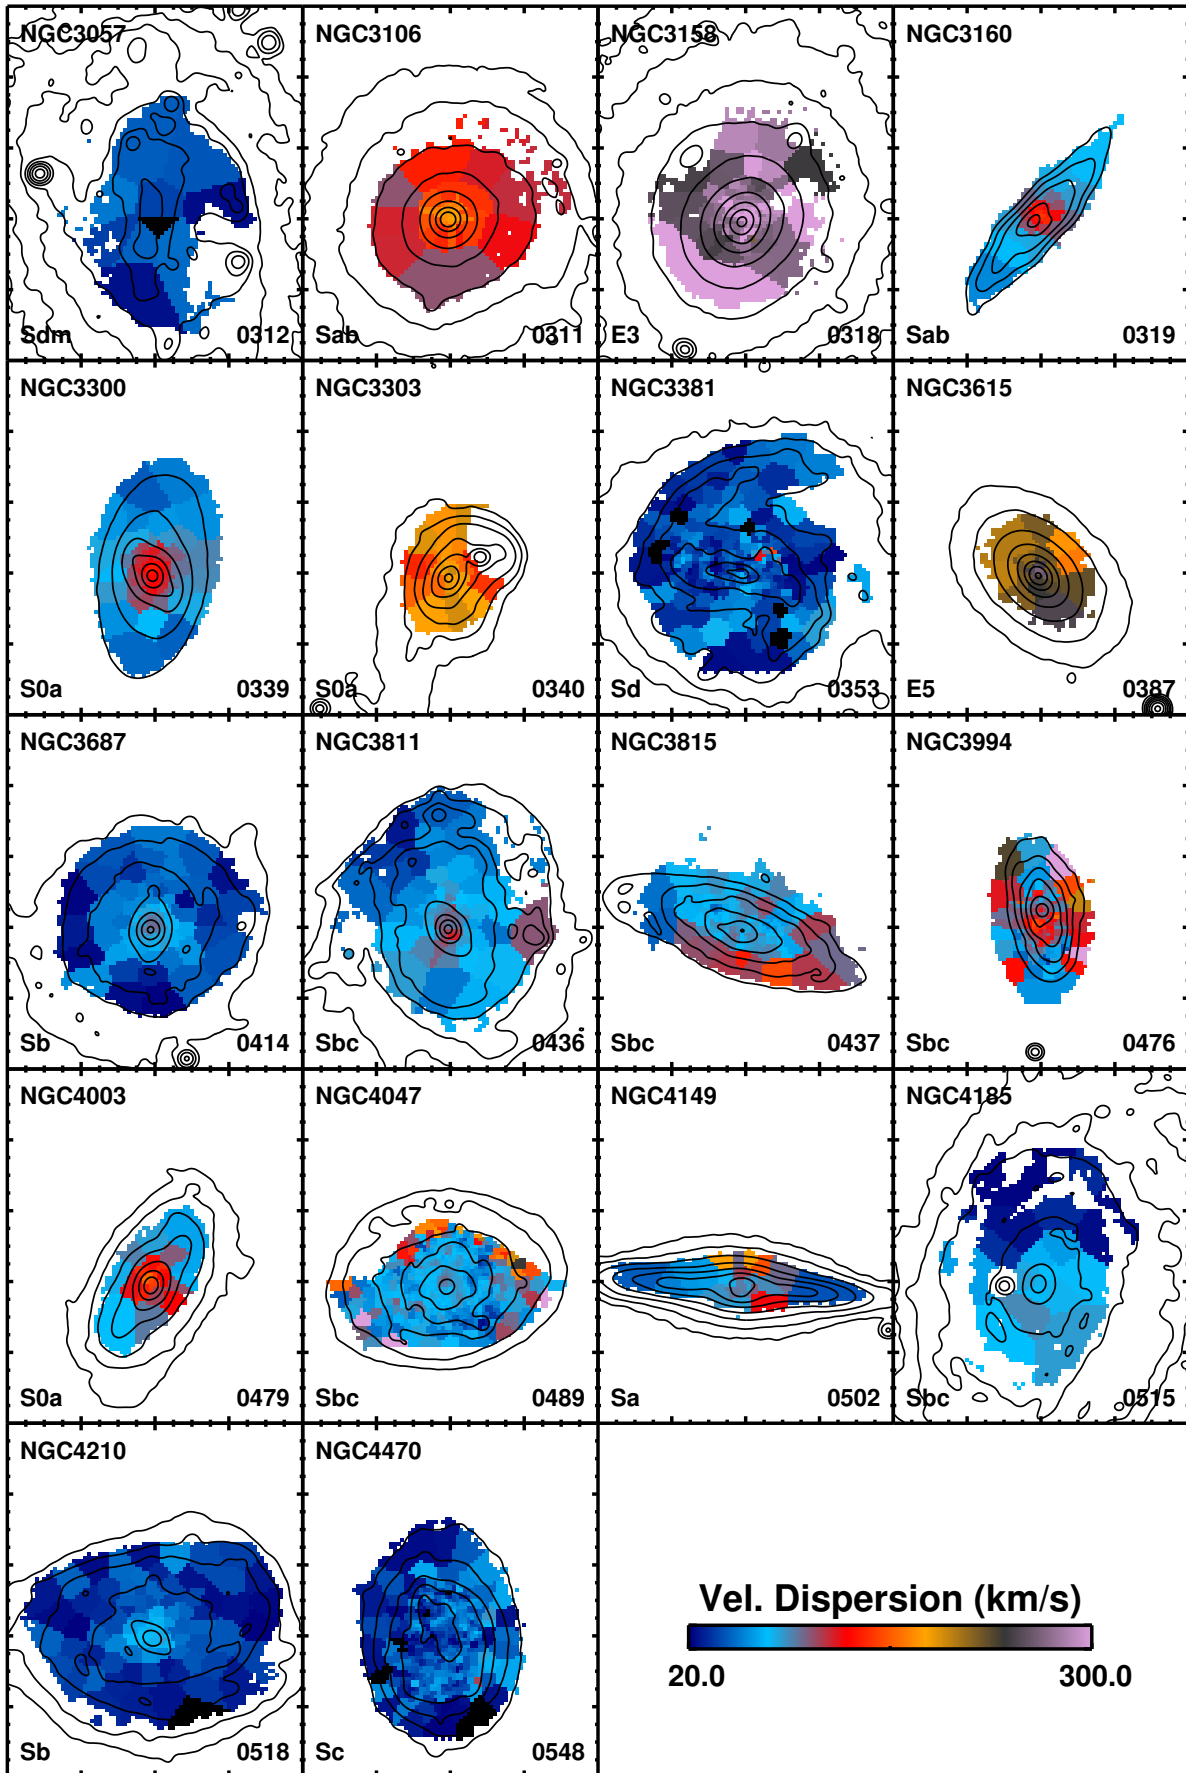 NGC3057 NGC3106 NGC3158 NGC3160
Sdm 0312 Sab 0311 E3 0318 Sab 0319
NGC3300 NGC3303 NGC3381 NGC3615
S0a 0339 S0a 0340 Sd 0353 E5 0387
NGC3687 NGC3811 NGC3815 NGC3994
Sb 0414 Sbc 0436 Sbc 0437 Sbc 0476
NGC4003 NGC4047 NGC4149 NGC4185
S0a 0479 Sbc 0489 Sa 0502 Sbc 0515
NGC4210 NGC4470
Vel. Dispersion (km/s)
20.0 300.0
Sb 0518 Sc 0548